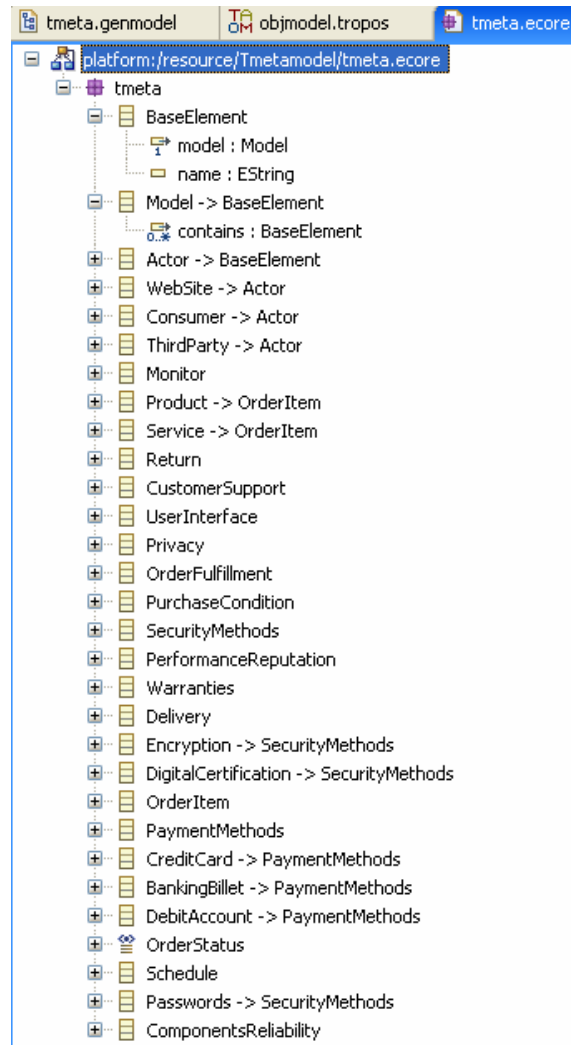 tmeta.genmodel objmodel.tropos tmeta.ecore
platform:/resource/Tmetamodel/tmeta.ecore
tmeta
BaseElement
model : Model
name : EString
Model -> BaseElement
0..* contains : BaseElement
Actor -> BaseElement
WebSite -> Actor
Consumer -> Actor
ThirdParty -> Actor
Monitor
Product -> OrderItem
Service -> OrderItem
Return
CustomerSupport
UserInterface
Privacy
OrderFulfillment
PurchaseCondition
SecurityMethods
PerformanceReputation
Warranties
Delivery
Encryption -> SecurityMethods
DigitalCertification -> SecurityMethods
OrderItem
PaymentMethods
CreditCard -> PaymentMethods
BankingBillet -> PaymentMethods
DebitAccount -> PaymentMethods
OrderStatus
Schedule
Passwords -> SecurityMethods
ComponentsReliability